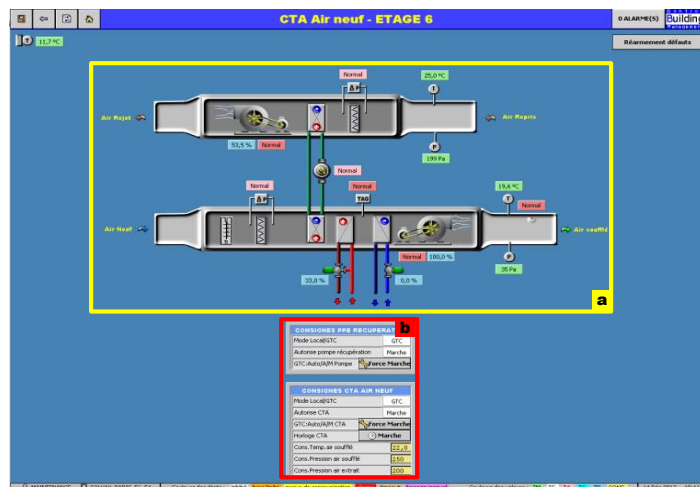 CTA Air neuf - ETAGE 6
0 ALARME(S)
Building
11,7 °C
Réarmement défauts
Normal
25,0 °C
Δ P
T
Air Rejet
Air Repris
53,5 %
Normal
P
199 Pa
Normal
Normal
Normal
19,6 °C
Δ P
TAG
T
Normal
Air Neuf
Air soufflé
Normal
100,0 %
P
35 Pa
33,0 %
0,0 %
a
b
CONSIGNES PPE RECUPERAT
Mode Local/GTC
GTC
Autorise pompe récupération
Marche
GTC:Auto/A/M Pompe
Force Marche
CONSIGNES CTA AIR NEUF
Mode Local/GTC
GTC
Autorise CTA
Marche
GTC:Auto/A/M CTA
Force Marche
Horloge CTA
Marche
Cons.Temp.air soufflé
22,0
Cons.Pression air soufflé
250
Cons.Pression air extrait
200